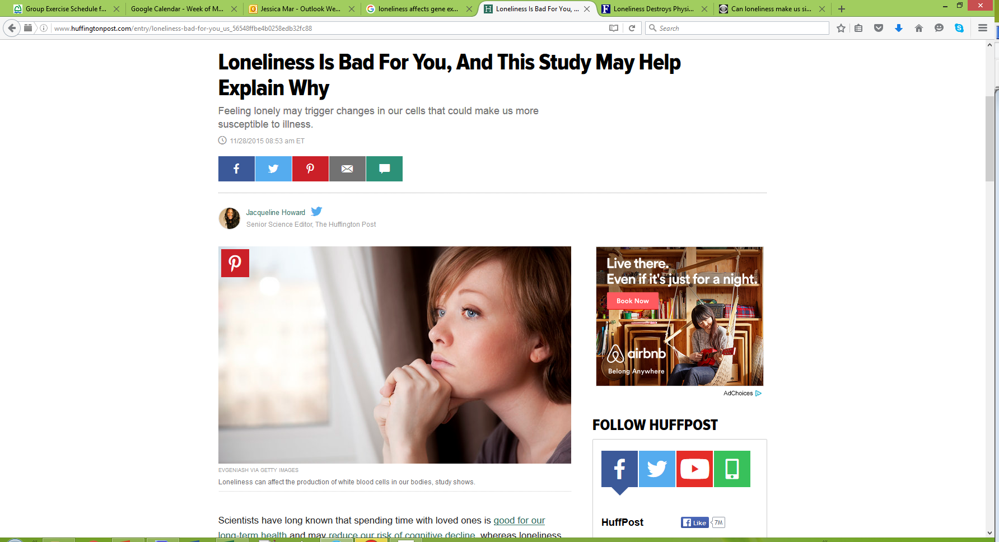 Group Exercise Schedule f...
Google Calendar - Week of M...
Jessica Mar - Outlook We...
loneliness affects gene ex...
Loneliness Is Bad For You, ...
Loneliness Destroys Physi...
Can loneliness make us si...
www.huffingtonpost.com/entry/loneliness-bad-for-you_us_56548ffbe4b0258edb32fc88
Search
Loneliness Is Bad For You, And This Study May Help
Explain Why
Feeling lonely may trigger changes in our cells that could make us more
susceptible to illness.
11/28/2015 08:53 am ET
Jacqueline Howard
Senior Science Editor, The Huffington Post
Live there.
Even if it's just for a night.
Book Now
airbnb
Belong Anywhere
AdChoices
EVGENIASH VIA GETTY IMAGES
Loneliness can affect the production of white blood cells in our bodies, study shows.
FOLLOW HUFFPOST
HuffPost
Like
7M
Scientists have long known that spending time with loved ones is good for our
long-term health and may reduce our risk of cognitive decline, whereas loneliness